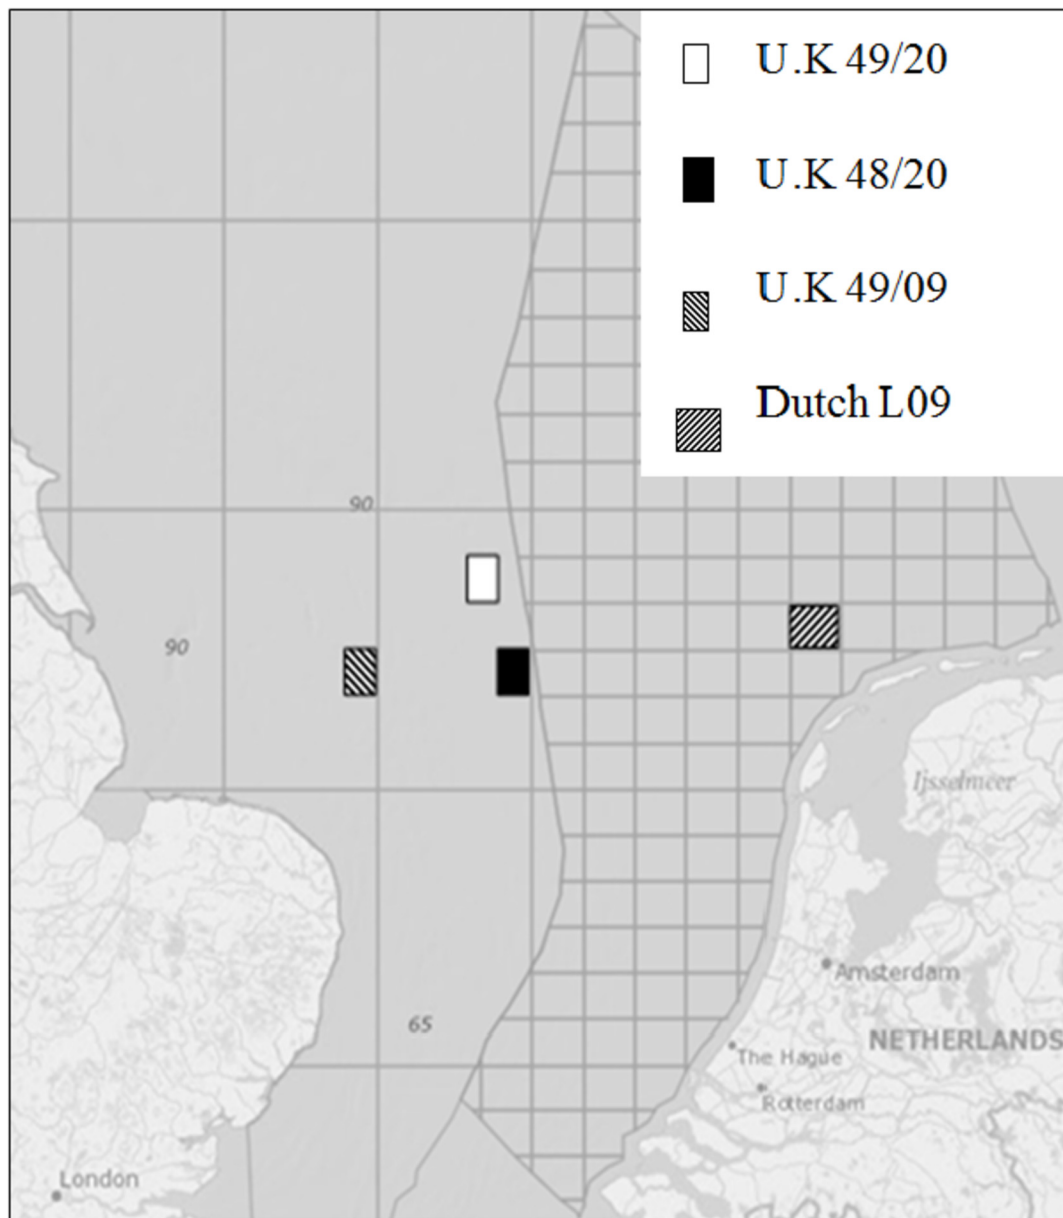 U.K 49/20
U.K 48/20
U.K 49/09
Dutch L09
90
90
Ijsselmeer
Amsterdam
65
NETHERLANDS
The Hague
Rotterdam
London